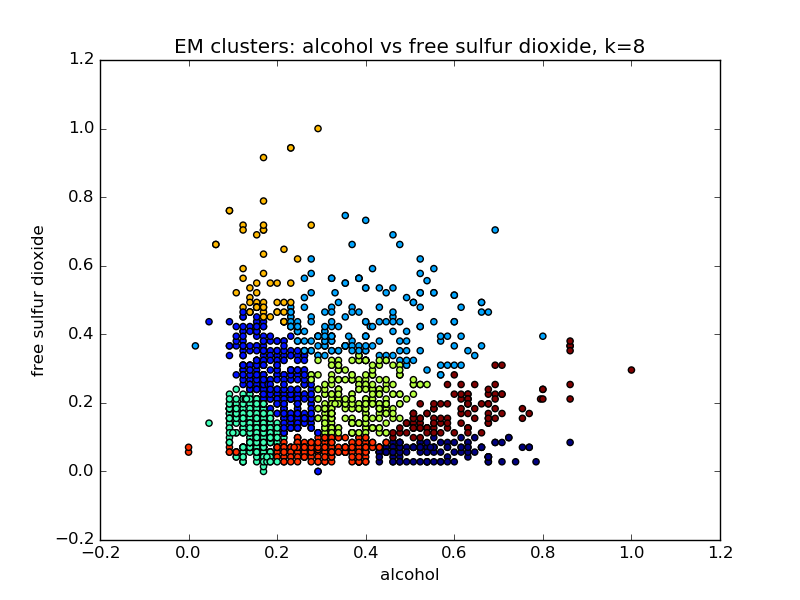 EM clusters: alcohol vs free sulfur dioxide, k=8
1.2
1.0
0.8
0.6
0.4
0.2
0.0
−0.2
free sulfur dioxide
−0.2 0.0 0.2 0.4 0.6 0.8 1.0 1.2
alcohol